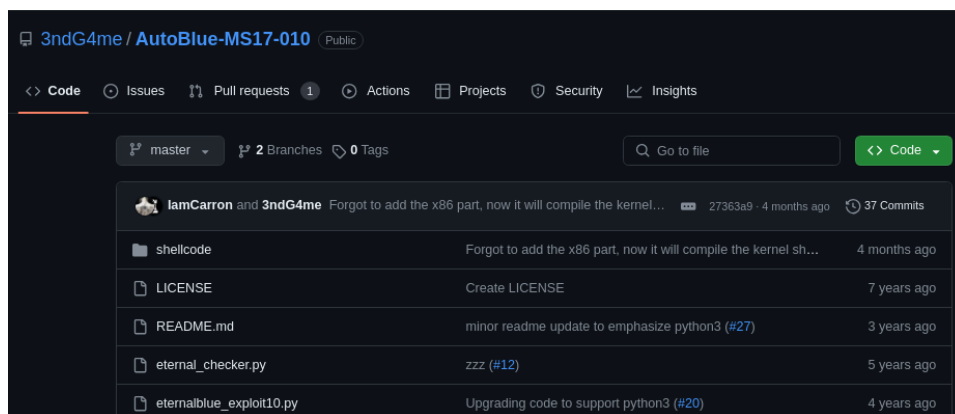 3ndG4me / AutoBlue-MS17-010 Public
Code Issues Pull requests 1 Actions Projects Security Insights
master 2 Branches 0 Tags Go to file Code
IamCarron and 3ndG4me Forgot to add the x86 part, now it will compile the kernel… 27363a9 · 4 months ago 37 Commits
shellcode Forgot to add the x86 part, now it will compile the kernel sh… 4 months ago
LICENSE Create LICENSE 7 years ago
README.md minor readme update to emphasize python3 (#27) 3 years ago
eternal_checker.py zzz (#12) 5 years ago
eternalblue_exploit10.py Upgrading code to support python3 (#20) 4 years ago